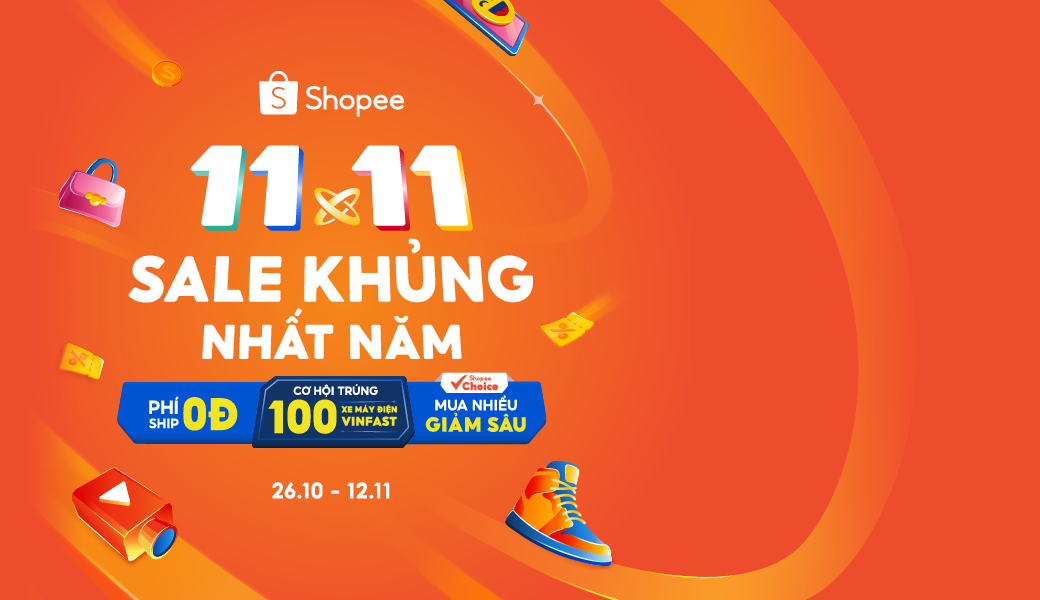 Shopee
11.11
SALE KHỦNG
NHẤT NĂM
PHÍ SHIP 0Đ
CƠ HỘI TRÚNG
100 XE MÁY ĐIỆN VINFAST
Shopee Choice
MUA NHIỀU
GIẢM SÂU
26.10 - 12.11